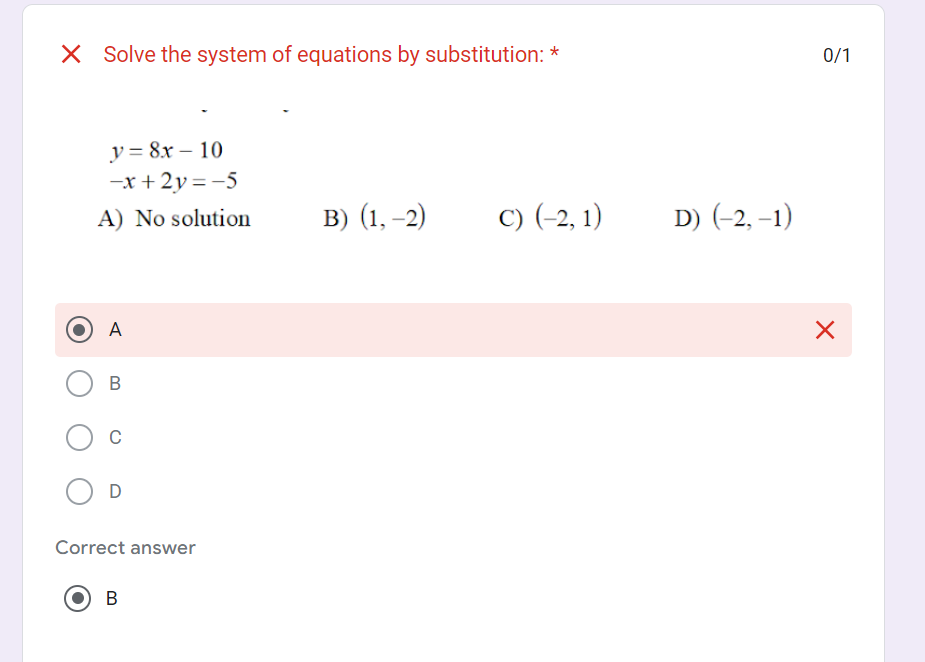 Solve the system of equations by substitution: *
0/1
y = 8x – 10
–x + 2y = –5
A) No solution B) (1, –2) C) (–2, 1) D) (–2, –1)
A
B
C
D
Correct answer
B